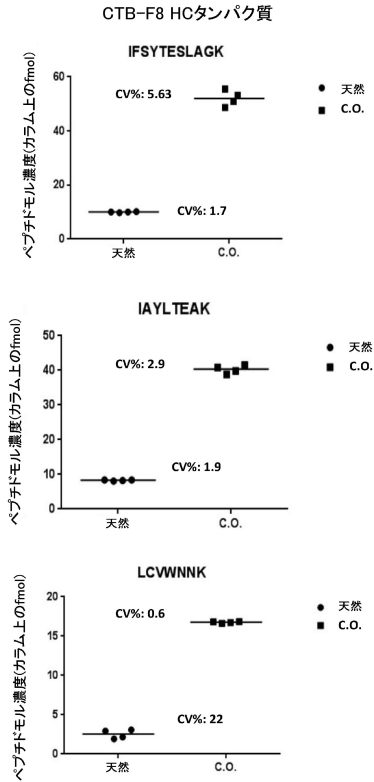 CTB-F8 HCタンパク質
IFSYTESLAGK
ペプチドモル濃度(カラム上のfmol)
60
40
20
0
CV%: 5.63
CV%: 1.7
天然
C.O.
天然
C.O.
IAYLTEAK
ペプチドモル濃度(カラム上のfmol)
50
40
30
20
10
0
CV%: 2.9
CV%: 1.9
天然
C.O.
天然
C.O.
LCVWNNK
ペプチドモル濃度(カラム上のfmol)
20
15
10
5
0
CV%: 0.6
CV%: 22
天然
C.O.
天然
C.O.